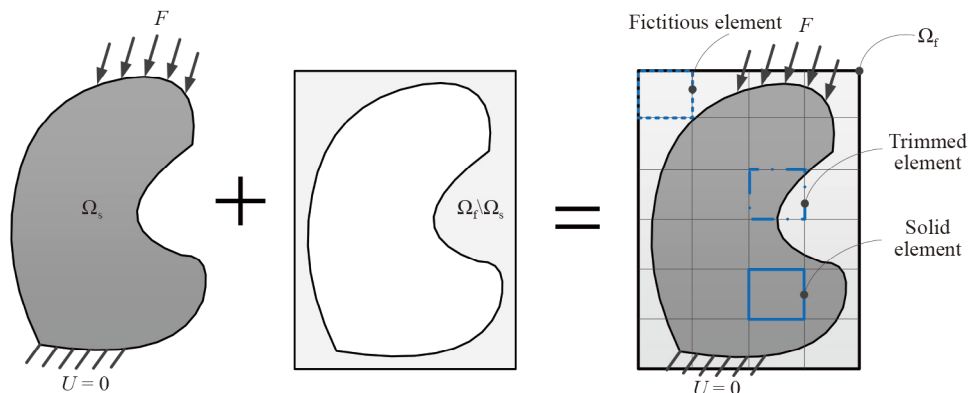 F
Ωs
U = 0
+
Ωf\Ωs
=
Fictitious element
F
Ωf
Trimmed
element
Solid
element
U = 0